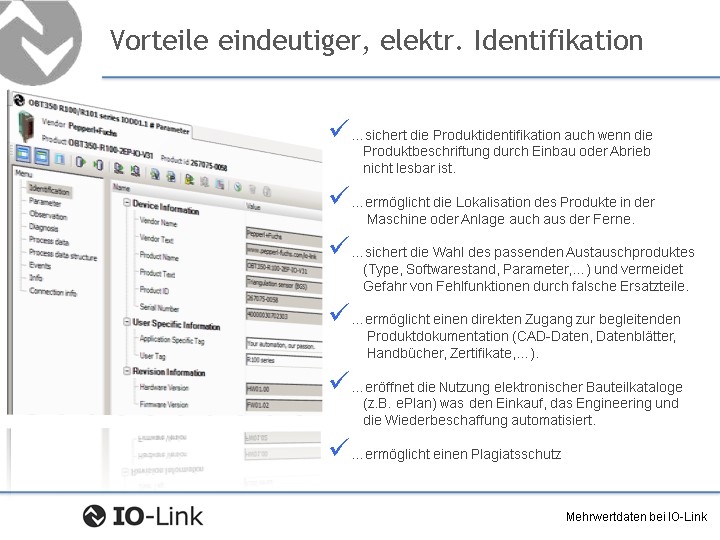 Vorteile eindeutiger, elektr. Identifikation
OBT350 R100/R101 series IODD1.1 # Parameter
Vendor Pepperl+Fuchs
Product OBT350-R100-2EP-IO-V31 Product id 267075-0058
Menu
Identification
Parameter
Observation
Diagnosis
Process data
Process data structure
Events
Info
Connection info
Name
Value
Device Information
Vendor Name
Pepperl+Fuchs
Vendor Text
www.pepperl-fuchs.com/io-link
Product Name
OBT350-R100-2EP-IO-V31
Product Text
Triangulation sensor (BGS)
Product ID
267075-0058
Serial Number
40000030702303
User Specific Information
Application Specific Tag
Your automation, our passion.
User Tag
R100 series
Revision Information
Hardware Version
HW01.00
Firmware Version
FW01.02
✓ ...sichert die Produktidentifikation auch wenn die
Produktbeschriftung durch Einbau oder Abrieb
nicht lesbar ist.
✓ ...ermöglicht die Lokalisation des Produkte in der
Maschine oder Anlage auch aus der Ferne.
✓ ...sichert die Wahl des passenden Austauschproduktes
(Type, Softwarestand, Parameter,...) und vermeidet
Gefahr von Fehlfunktionen durch falsche Ersatzteile.
✓ ...ermöglicht einen direkten Zugang zur begleitenden
Produktdokumentation (CAD-Daten, Datenblätter,
Handbücher, Zertifikate,...).
✓ ...eröffnet die Nutzung elektronischer Bauteilkataloge
(z.B. ePlan) was den Einkauf, das Engineering und
die Wiederbeschaffung automatisiert.
✓ ...ermöglicht einen Plagiatsschutz
IO-Link
Mehrwertdaten bei IO-Link